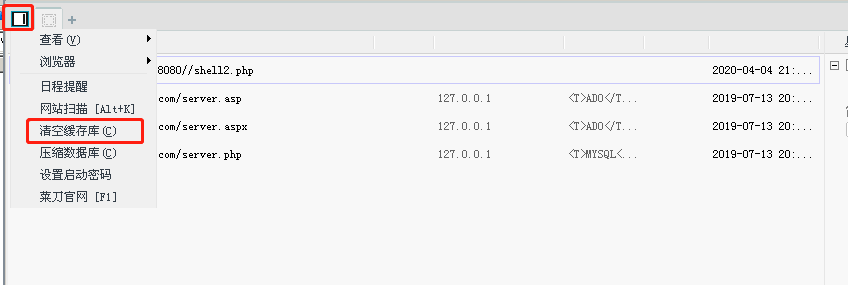 +
查看(V)
浏览器
日程提醒
网站扫描 [Alt+K]
清空缓存库(C)
压缩数据库(C)
设置启动密码
菜刀官网 [F1]
8080//shell2.php 2020-04-04 21:...
com/server.asp 127.0.0.1 <T>ADO</T... 2019-07-13 20:...
com/server.aspx 127.0.0.1 <T>ADO</T... 2019-07-13 20:...
com/server.php 127.0.0.1 <T>MYSQL<... 2019-07-13 20:...